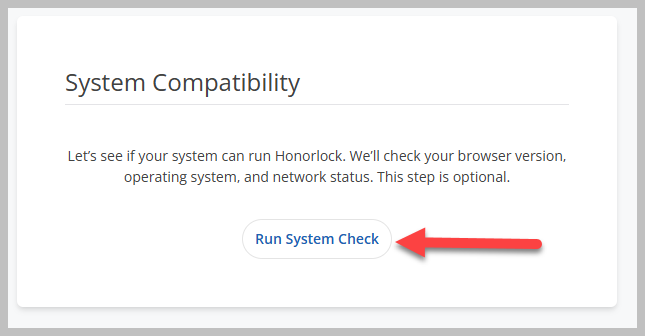 System Compatibility
Let’s see if your system can run Honorlock. We’ll check your browser version,
operating system, and network status. This step is optional.
Run System Check